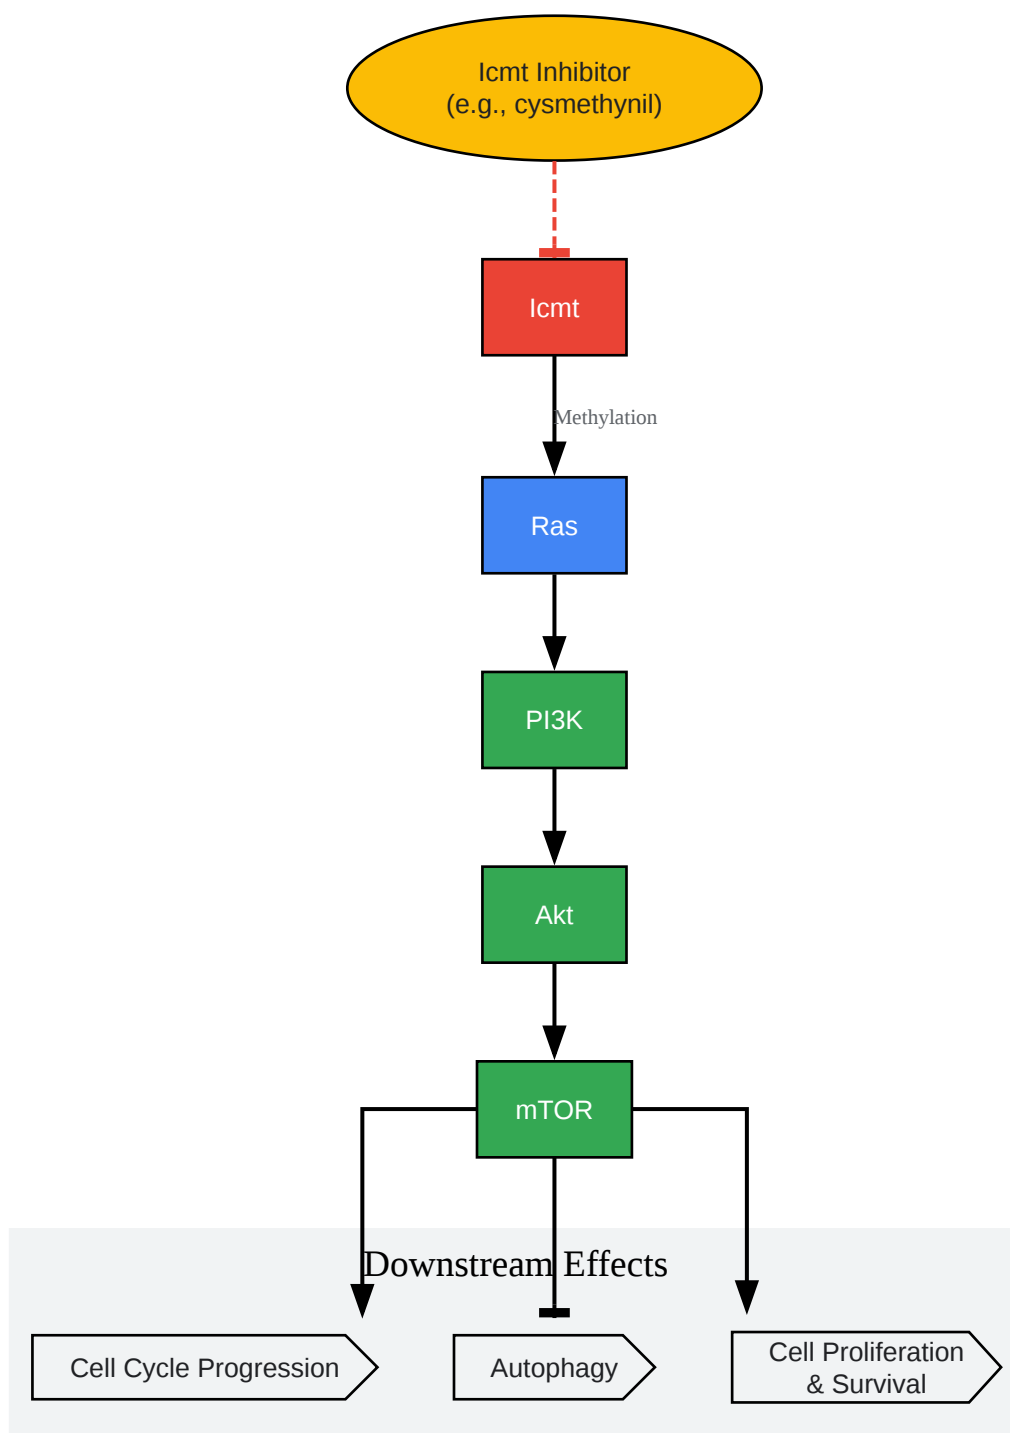 Icmt Inhibitor
(e.g., cysmethynil)
Icmt
Methylation
Ras
PI3K
Akt
mTOR
Downstream Effects
Cell Cycle Progression
Autophagy
Cell Proliferation
& Survival